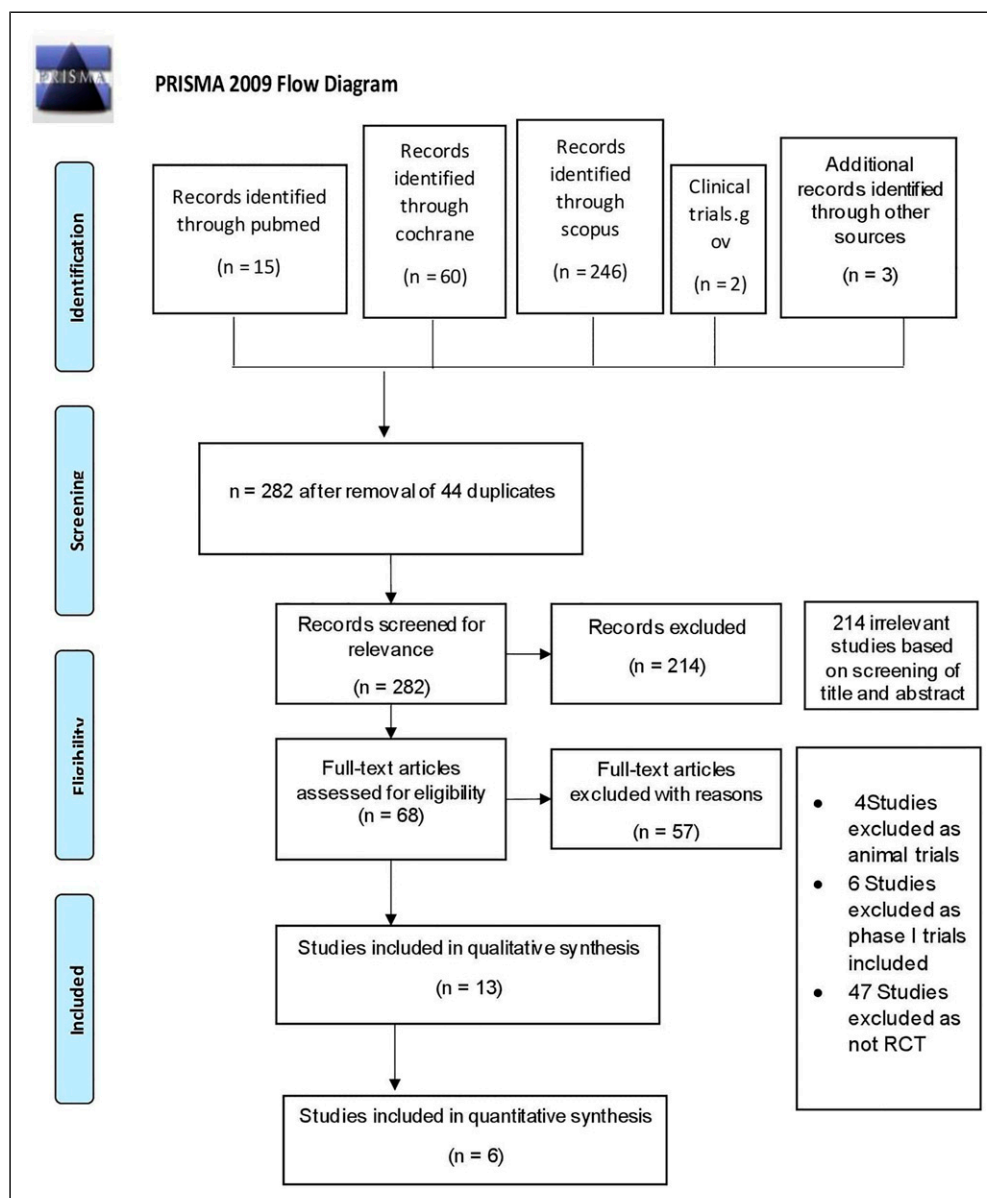 PRISMA
PRISMA 2009 Flow Diagram
Identification
Records identified
through pubmed
(n = 15)
Records
identified
through
cochrane
(n = 60)
Records
identified
through
scopus
(n = 246)
Clinical
trials.g
ov
(n = 2)
Additional
records identified
through other
sources
(n = 3)
Screening
n = 282 after removal of 44 duplicates
Records screened for
relevance
(n = 282)
Records excluded
(n = 214)
214 irrelevant
studies based
on screening of
title and abstract
Eligibility
Full-text articles
assessed for eligibility
(n = 68)
Full-text articles
excluded with reasons
(n = 57)
• 4Studies
excluded as
animal trials
• 6 Studies
excluded as
phase I trials
included
• 47 Studies
excluded as
not RCT
Included
Studies included in qualitative synthesis
(n = 13)
Studies included in quantitative synthesis
(n = 6)